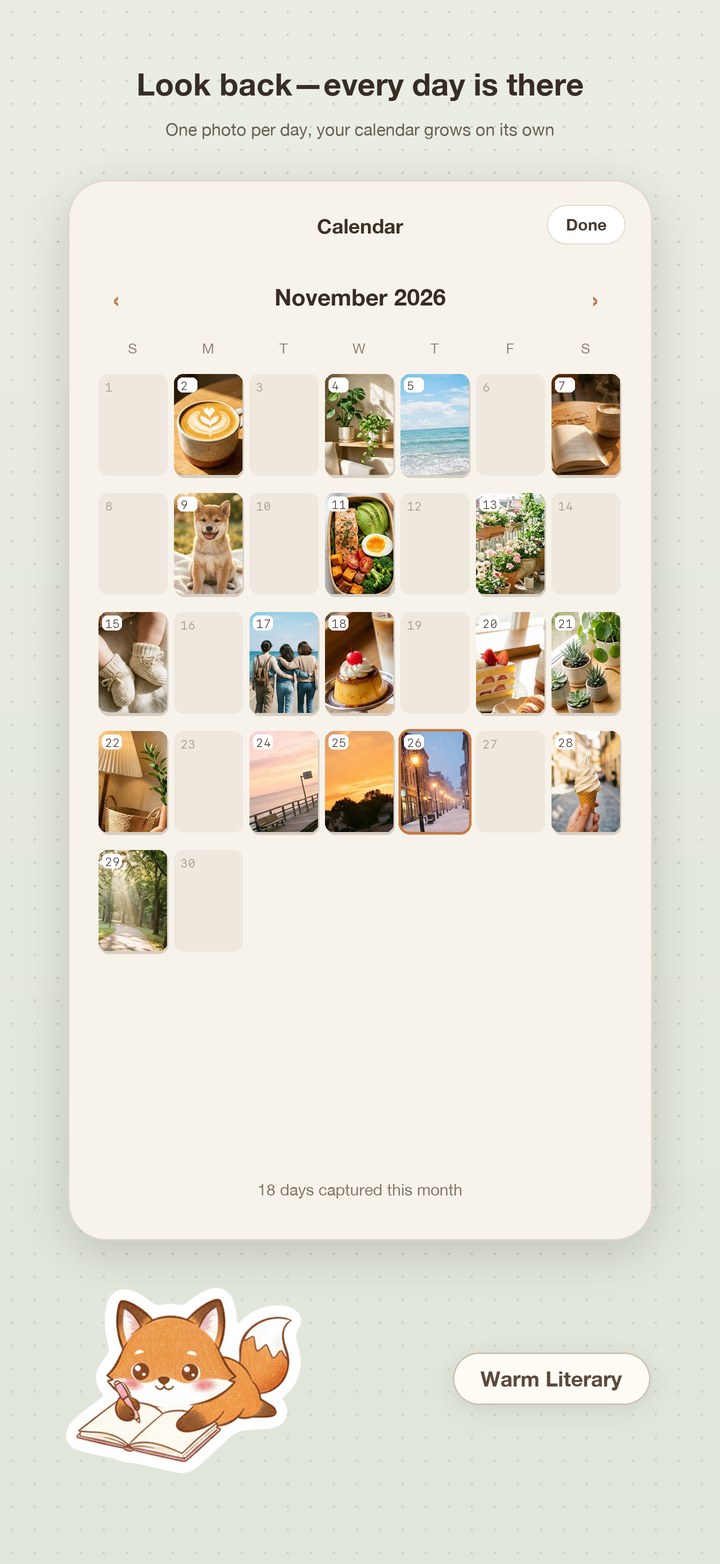 Look back—every day is there
One photo per day, your calendar grows on its own
Calendar
Done
‹ November 2026 ›
S M T W T F S
1 2 3 4 5 6 7
8 9 10 11 12 13 14
15 16 17 18 19 20 21
22 23 24 25 26 27 28
29 30
18 days captured this month
Warm Literary